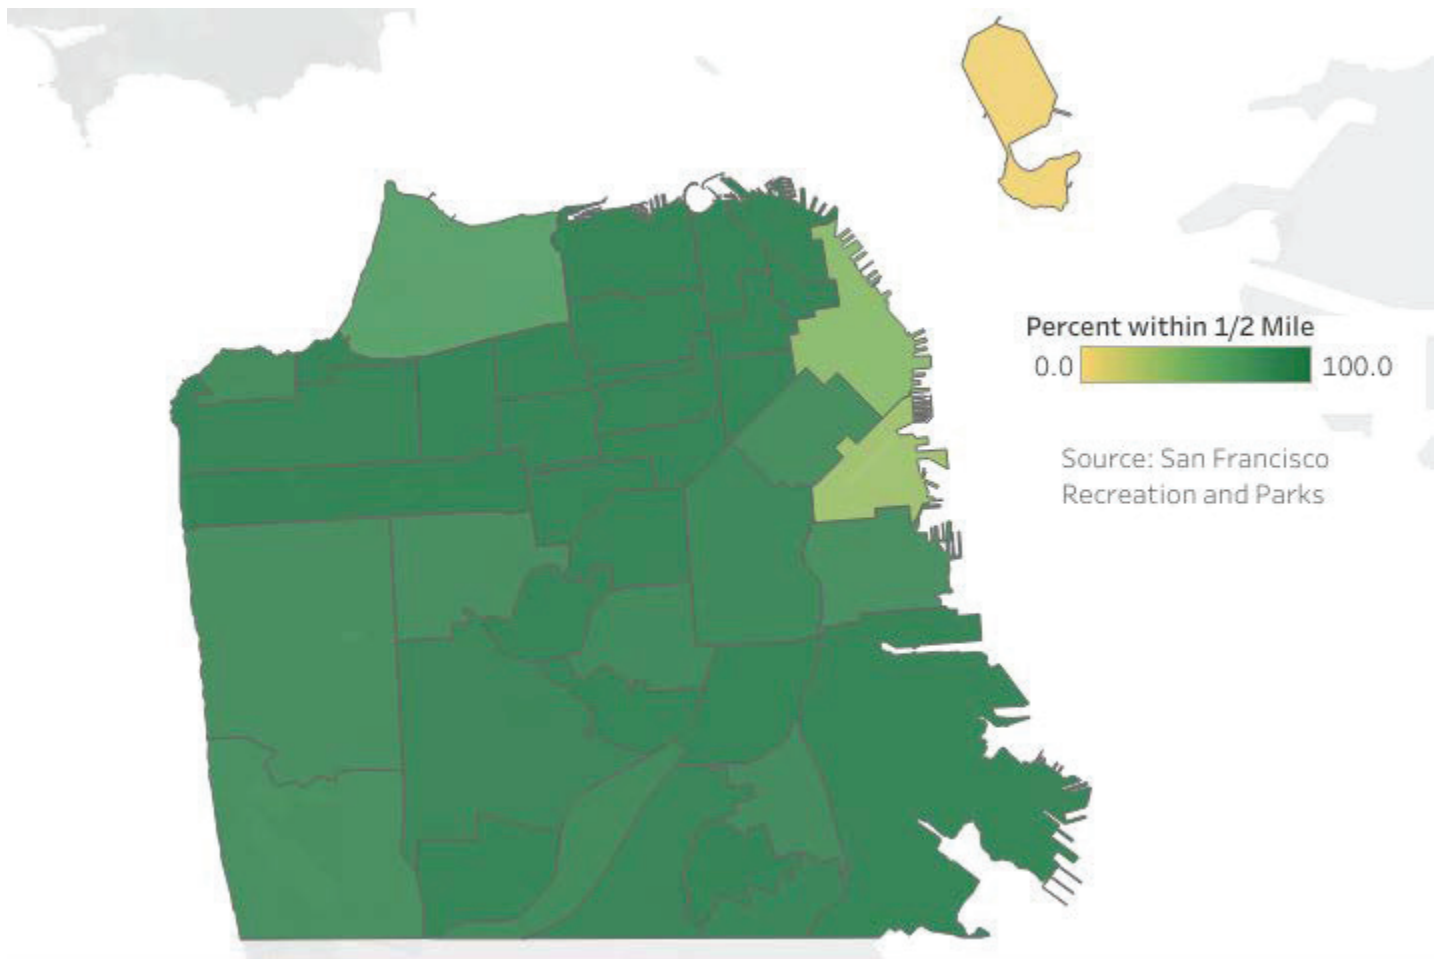 Percent within 1/2 Mile
0.0 100.0
Source: San Francisco
Recreation and Parks